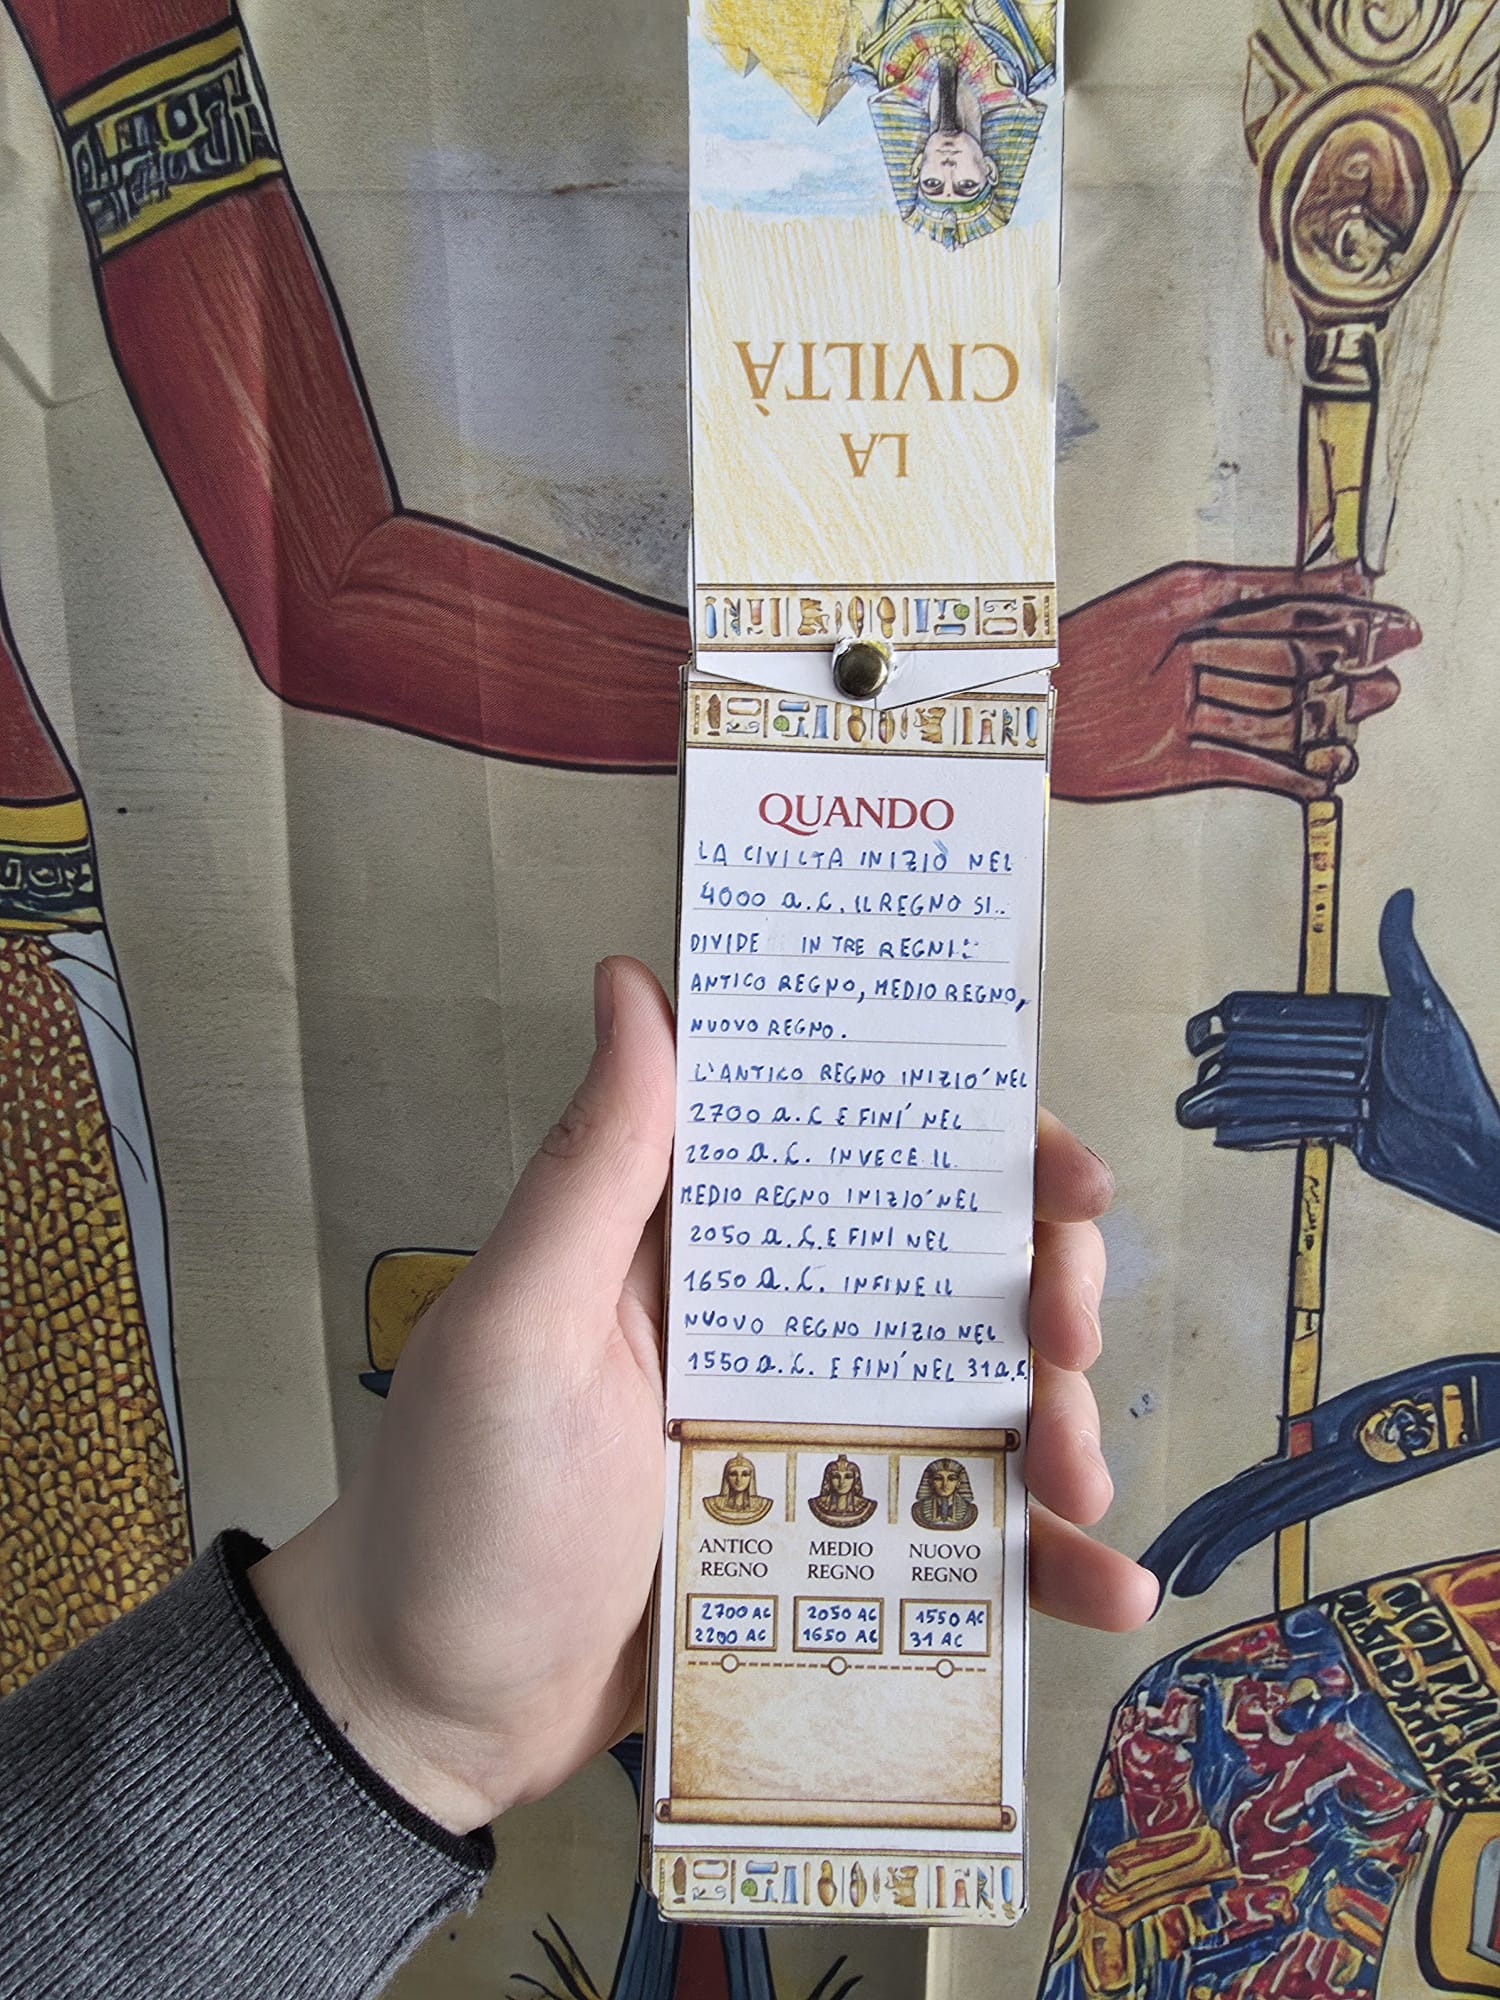 LA
CIVILTÀ
QUANDO
LA CIVILTA INIZIÒ NEL
4000 a.C. IL REGNO SI..
DIVIDE IN TRE REGNI:
ANTICO REGNO, MEDIO REGNO,
NUOVO REGNO.
L'ANTICO REGNO INIZIO' NEL
2700 a.C E FINI' NEL
2200 a.C. INVECE IL
MEDIO REGNO INIZIO' NEL
2050 a.C. E FINI NEL
1650 a.C. INFINE IL
NUOVO REGNO INIZIO NEL
1550 a.C. E FINI' NEL 31 a.C.
ANTICO REGNO
MEDIO REGNO
NUOVO REGNO
2700 AC
2200 AC
2050 AC
1650 AC
1550 AC
31 AC